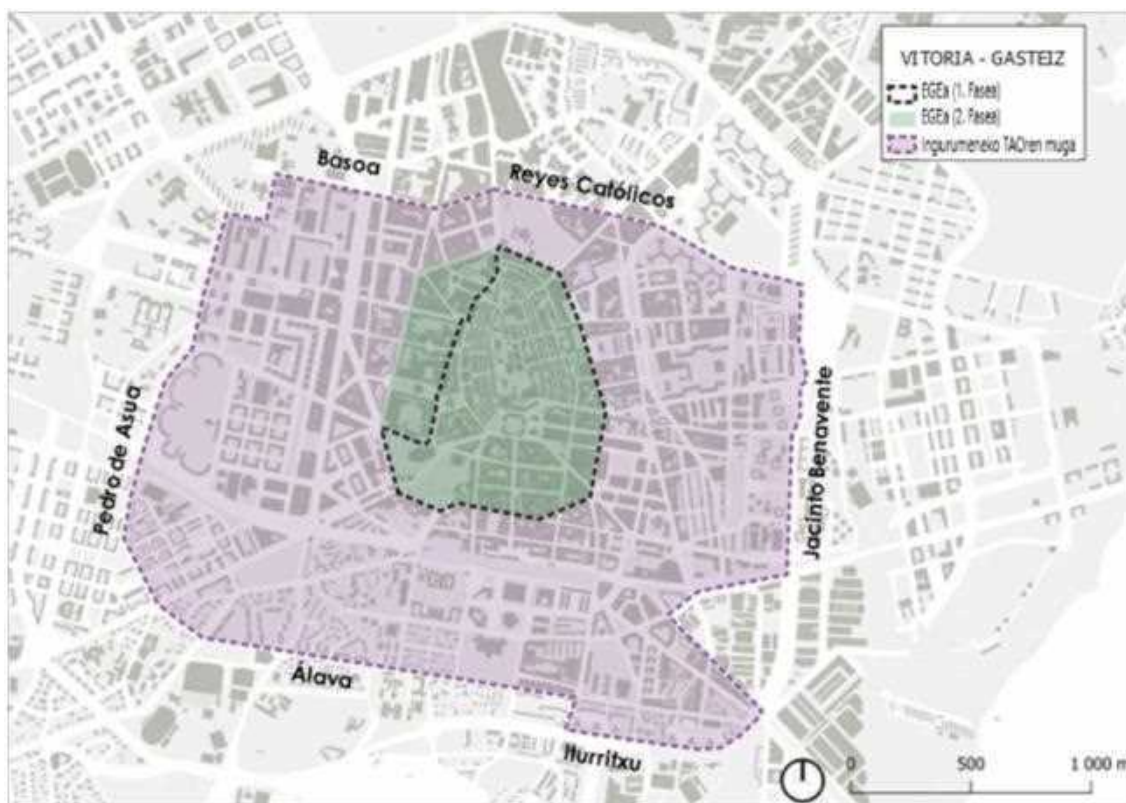 VITORIA - GASTEIZ
EGEa (1. Fasea)
EGEa (2. Fasea)
Ingurumeneko TAOren muga
Basoa
Reyes Católicos
Pedro de Asua
Jacinto Benavente
Álava
Iturritxu
0 500 1 000 m